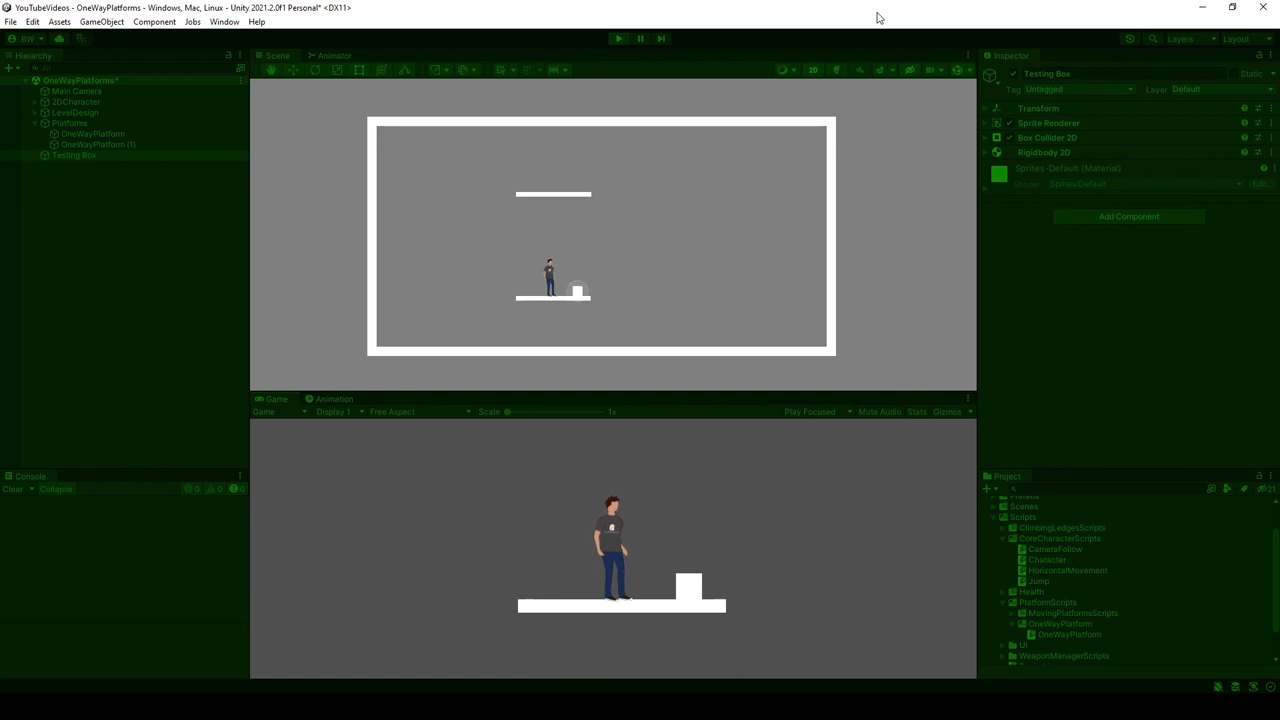 YouTubeVideos - OneWayPlatforms - Windows, Mac, Linux - Unity 2021.2.0f1 Personal* <DX11>
File Edit Assets GameObject Component Jobs Window Help
BW Layers Layout
Hierarchy
All
OneWayPlatforms*
Main Camera
2DCharacter
LevelDesign
Platforms
OneWayPlatform
OneWayPlatform (1)
Testing Box
Scene Animator
2D
Game Animation
Game Display 1 Free Aspect Scale 1x Play Focused Mute Audio Stats Gizmos
Console
Clear Collapse 0 0 0
Inspector
Testing Box Static
Tag Untagged Layer Default
Transform
Sprite Renderer
Box Collider 2D
Rigidbody 2D
Sprites-Default (Material)
Shader Sprites/Default Edit...
Add Component
Project
21
Prefabs
Scenes
Scripts
ClimbingLedgesScripts
CoreCharacterScripts
CameraFollow
Character
HorizontalMovement
Jump
Health
PlatformScripts
MovingPlatformsScripts
OneWayPlatform
OneWayPlatform
UI
WeaponManagerScripts